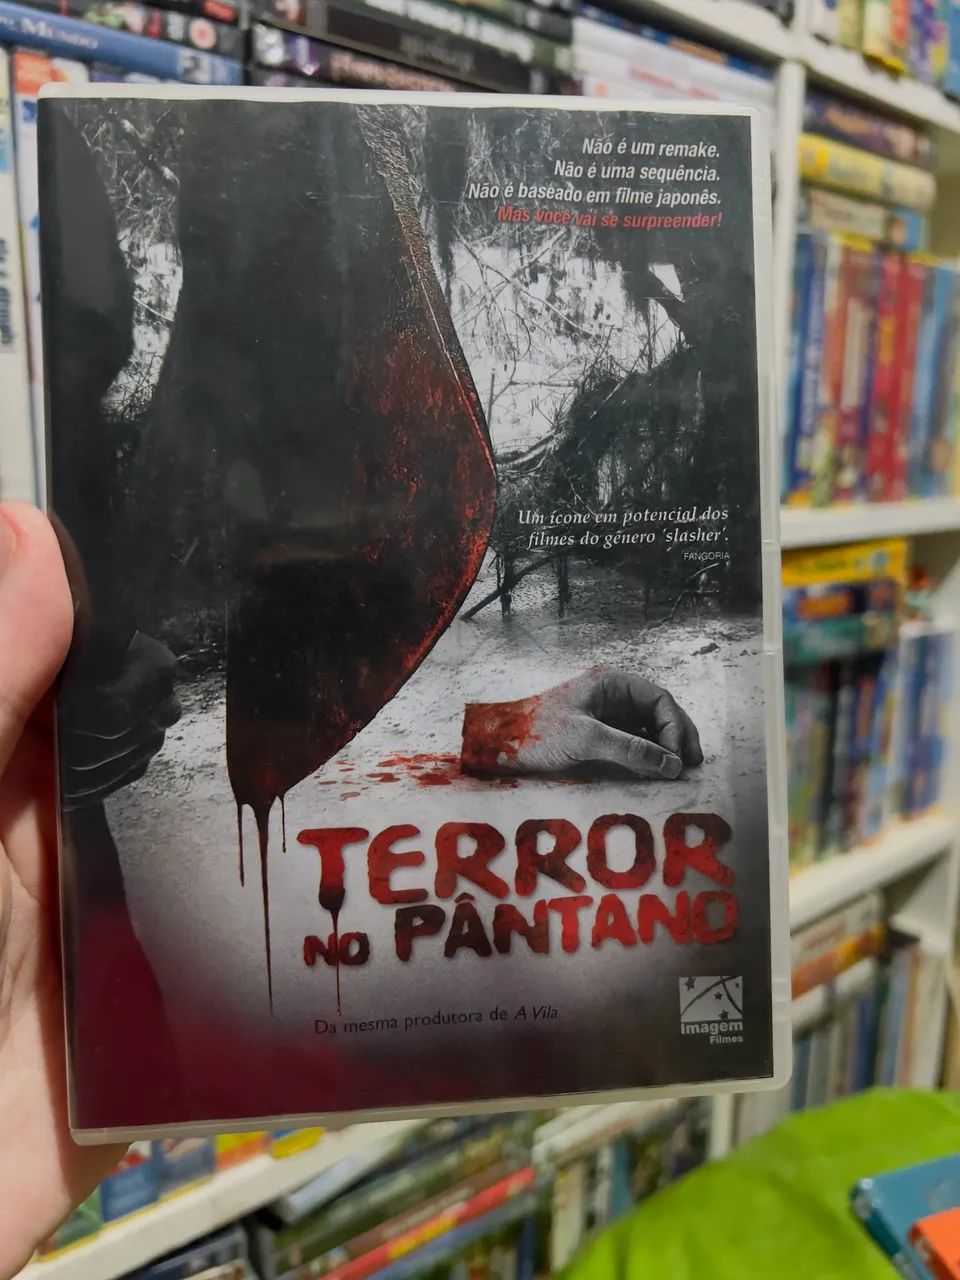 Mundo
Não é um remake.
Não é uma sequência.
Não é baseado em filme japonês.
Mas você vai se surpreender!
Um ícone em potencial dos
filmes do gênero 'slasher'.
FANGORIA
TERROR
NO PÂNTANO
Da mesma produtora de A Vila
Imagem
Filmes